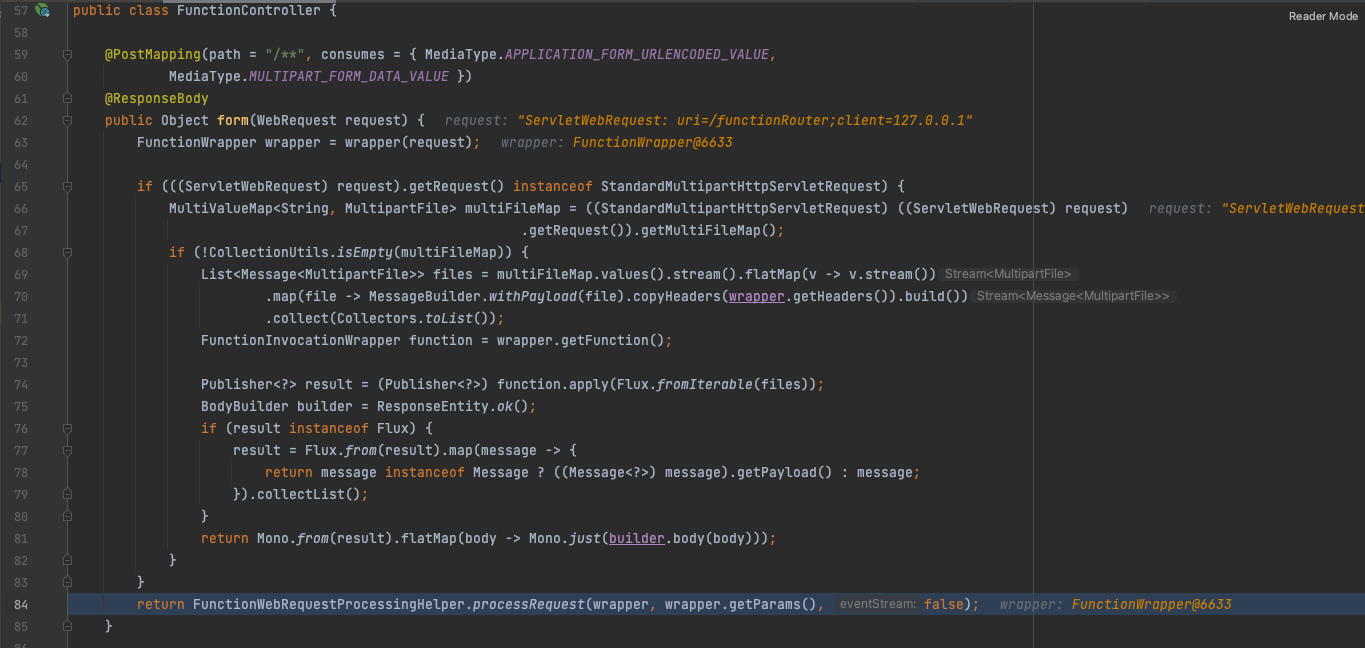 57 public class FunctionController {
Reader Mode
58
59 @PostMapping(path = "/**", consumes = { MediaType.APPLICATION_FORM_URLENCODED_VALUE,
60 MediaType.MULTIPART_FORM_DATA_VALUE })
61 @ResponseBody
62 public Object form(WebRequest request) { request: "ServletWebRequest: uri=/functionRouter;client=127.0.0.1"
63 FunctionWrapper wrapper = wrapper(request); wrapper: FunctionWrapper@6633
64
65 if (((ServletWebRequest) request).getRequest() instanceof StandardMultipartHttpServletRequest) {
66 MultiValueMap<String, MultipartFile> multiFileMap = ((StandardMultipartHttpServletRequest) ((ServletWebRequest) request) request: "ServletWebRequest
67 .getRequest()).getMultiFileMap();
68 if (!CollectionUtils.isEmpty(multiFileMap)) {
69 List<Message<MultipartFile>> files = multiFileMap.values().stream().flatMap(v -> v.stream()) Stream<MultipartFile>
70 .map(file -> MessageBuilder.withPayload(file).copyHeaders(wrapper.getHeaders()).build()) Stream<Message<MultipartFile>>
71 .collect(Collectors.toList());
72 FunctionInvocationWrapper function = wrapper.getFunction();
73
74 Publisher<?> result = (Publisher<?>) function.apply(Flux.fromIterable(files));
75 BodyBuilder builder = ResponseEntity.ok();
76 if (result instanceof Flux) {
77 result = Flux.from(result).map(message -> {
78 return message instanceof Message ? ((Message<?>) message).getPayload() : message;
79 }).collectList();
80 }
81 return Mono.from(result).flatMap(body -> Mono.just(builder.body(body)));
82 }
83 }
84 return FunctionWebRequestProcessingHelper.processRequest(wrapper, wrapper.getParams(), eventStream: false); wrapper: FunctionWrapper@6633
85 }